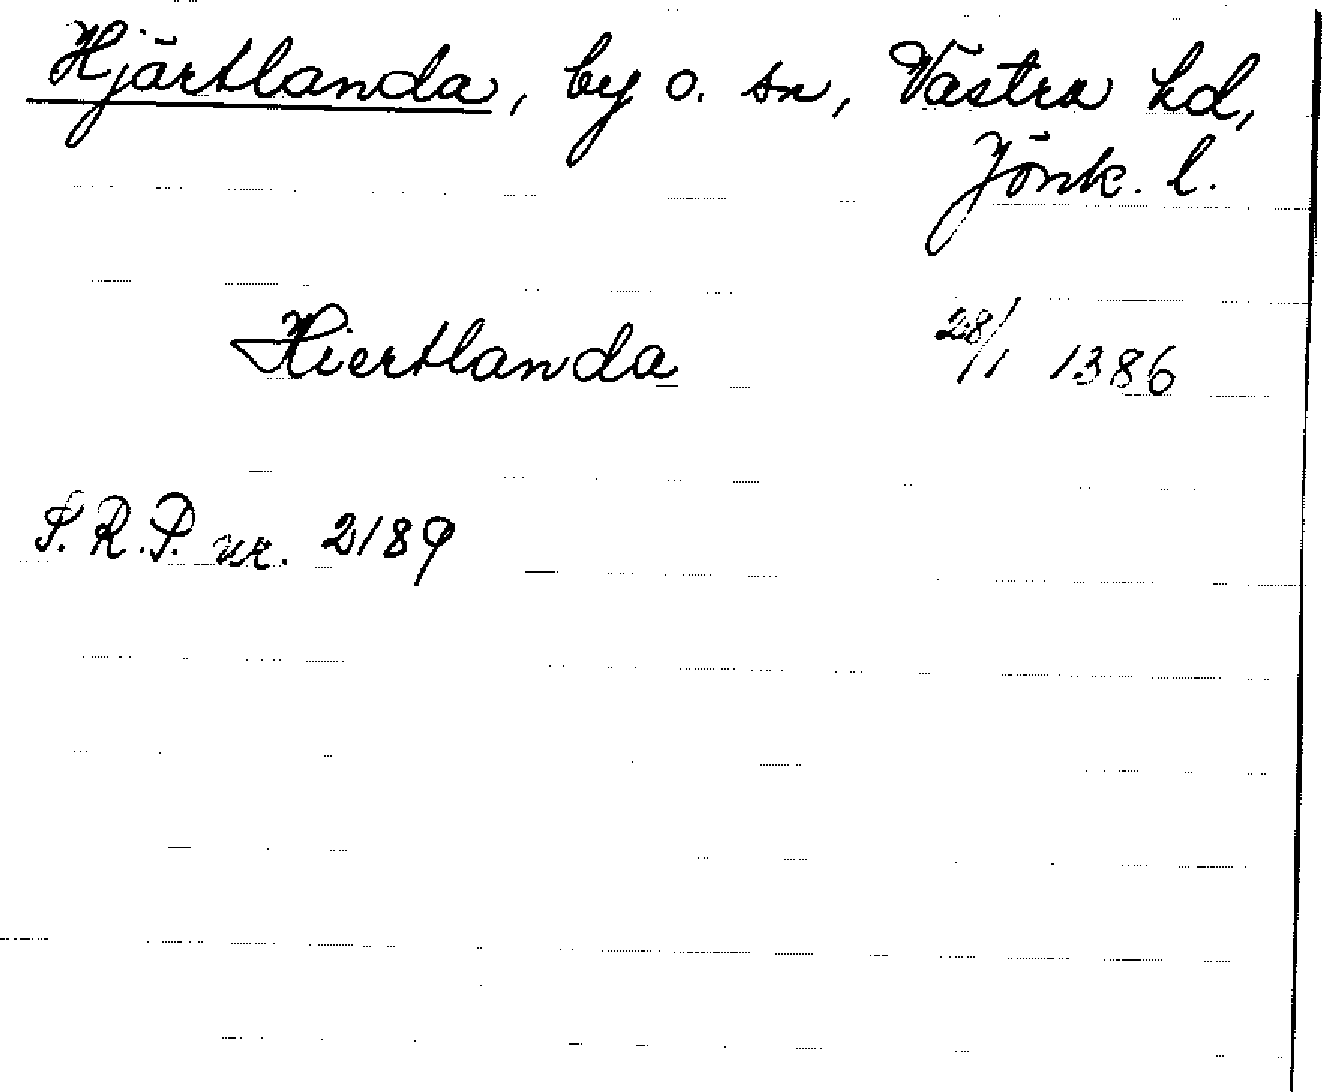 Hjärtlanda, by o. sn, Västra hd,
Jönk. l.
Hiertlanda 28/1 1386
S.R.P. nr. 2189